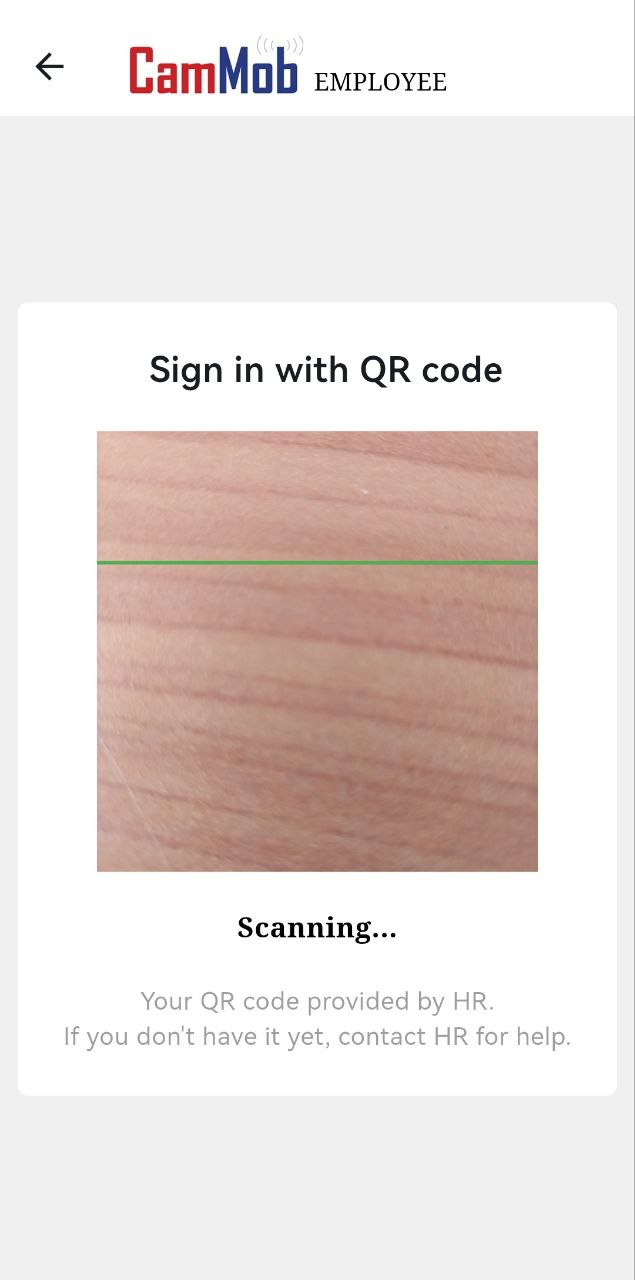 CamMob EMPLOYEE
Sign in with QR code
Scanning...
Your QR code provided by HR.
If you don't have it yet, contact HR for help.